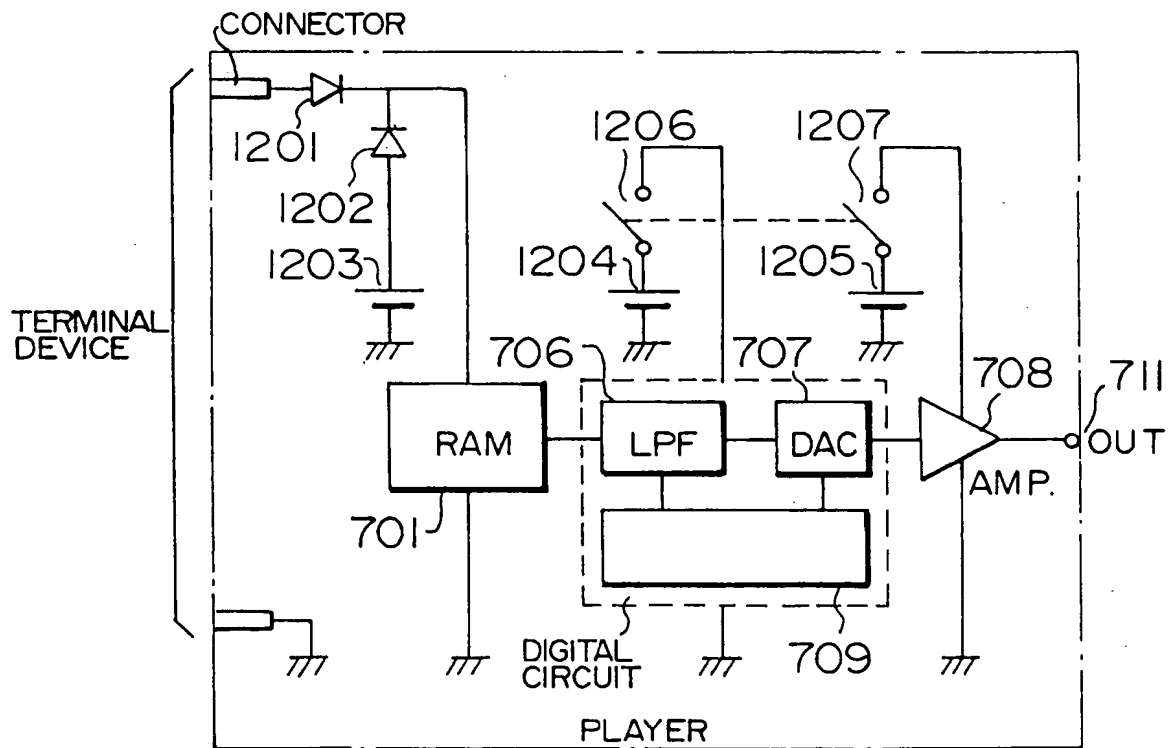 CONNECTOR
1201
1202
1203
1206
1207
1204
1205
TERMINAL
DEVICE
706
707
708
711
RAM
LPF
DAC
OUT
AMP.
701
709
DIGITAL
CIRCUIT
PLAYER